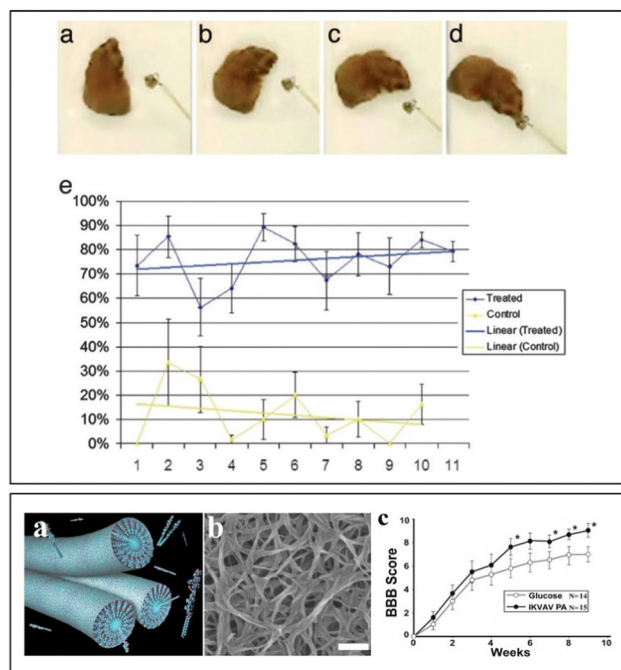 a
b
c
d
e
100%
90%
80%
70%
60%
50%
40%
30%
20%
10%
0%
1 2 3 4 5 6 7 8 9 10 11
Treated
Control
Linear (Treated)
Linear (Control)
a
b
c
BBB Score
10
8
6
4
2
0
* * * *
Glucose N=14
IKVAV PA N=15
0 2 4 6 8 10
Weeks